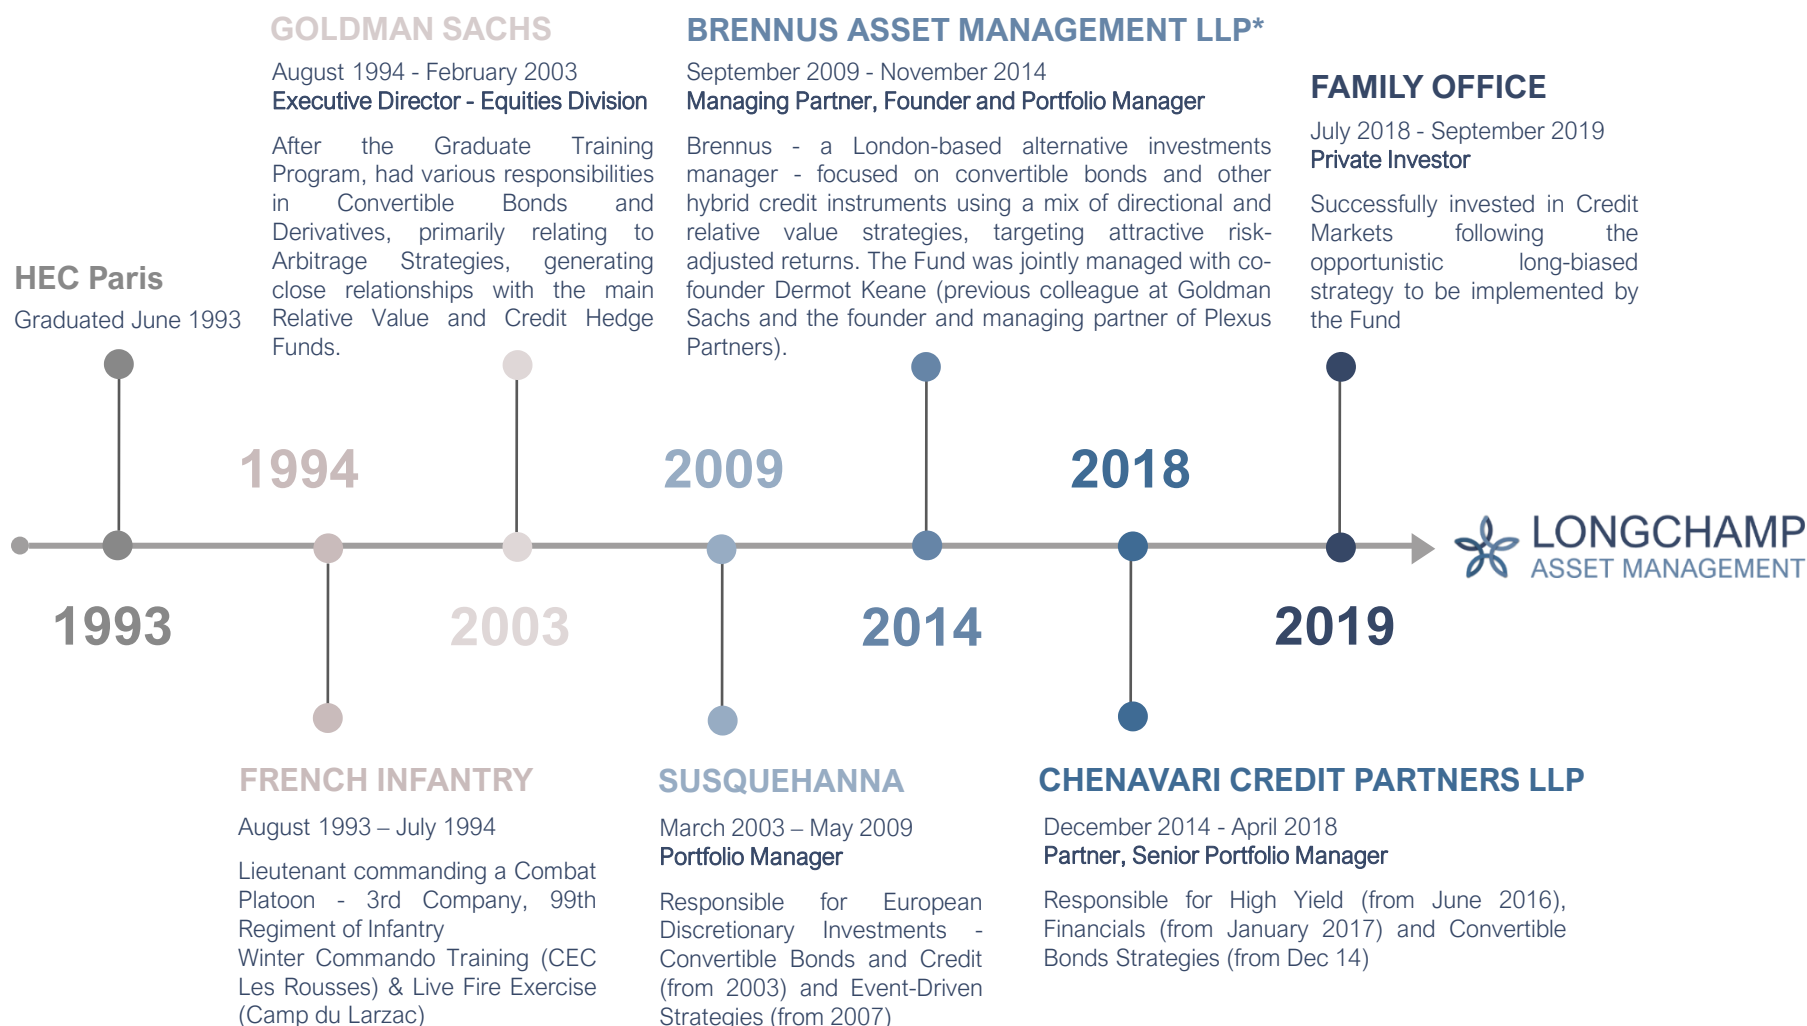 GOLDMAN SACHS
August 1994 - February 2003
Executive Director - Equities Division
After the Graduate Training
Program, had various responsibilities
in Convertible Bonds and
Derivatives, primarily relating to
Arbitrage Strategies, generating
close relationships with the main
Relative Value and Credit Hedge
Funds.
BRENNUS ASSET MANAGEMENT LLP*
September 2009 - November 2014
Managing Partner, Founder and Portfolio Manager
Brennus - a London-based alternative investments
manager - focused on convertible bonds and other
hybrid credit instruments using a mix of directional and
relative value strategies, targeting attractive risk-
adjusted returns. The Fund was jointly managed with co-
founder Dermot Keane (previous colleague at Goldman
Sachs and the founder and managing partner of Plexus
Partners).
FAMILY OFFICE
July 2018 - September 2019
Private Investor
Successfully invested in Credit
Markets following the
opportunistic long-biased
strategy to be implemented by
the Fund
HEC Paris
Graduated June 1993
1994
2009
2018
LONGCHAMP
ASSET MANAGEMENT
1993
2003
2014
2019
FRENCH INFANTRY
August 1993 – July 1994
Lieutenant commanding a Combat
Platoon - 3rd Company, 99th
Regiment of Infantry
Winter Commando Training (CEC
Les Rousses) & Live Fire Exercise
(Camp du Larzac)
SUSQUEHANNA
March 2003 – May 2009
Portfolio Manager
Responsible for European
Discretionary Investments -
Convertible Bonds and Credit
(from 2003) and Event-Driven
Strategies (from 2007)
CHENAVARI CREDIT PARTNERS LLP
December 2014 - April 2018
Partner, Senior Portfolio Manager
Responsible for High Yield (from June 2016),
Financials (from January 2017) and Convertible
Bonds Strategies (from Dec 14)